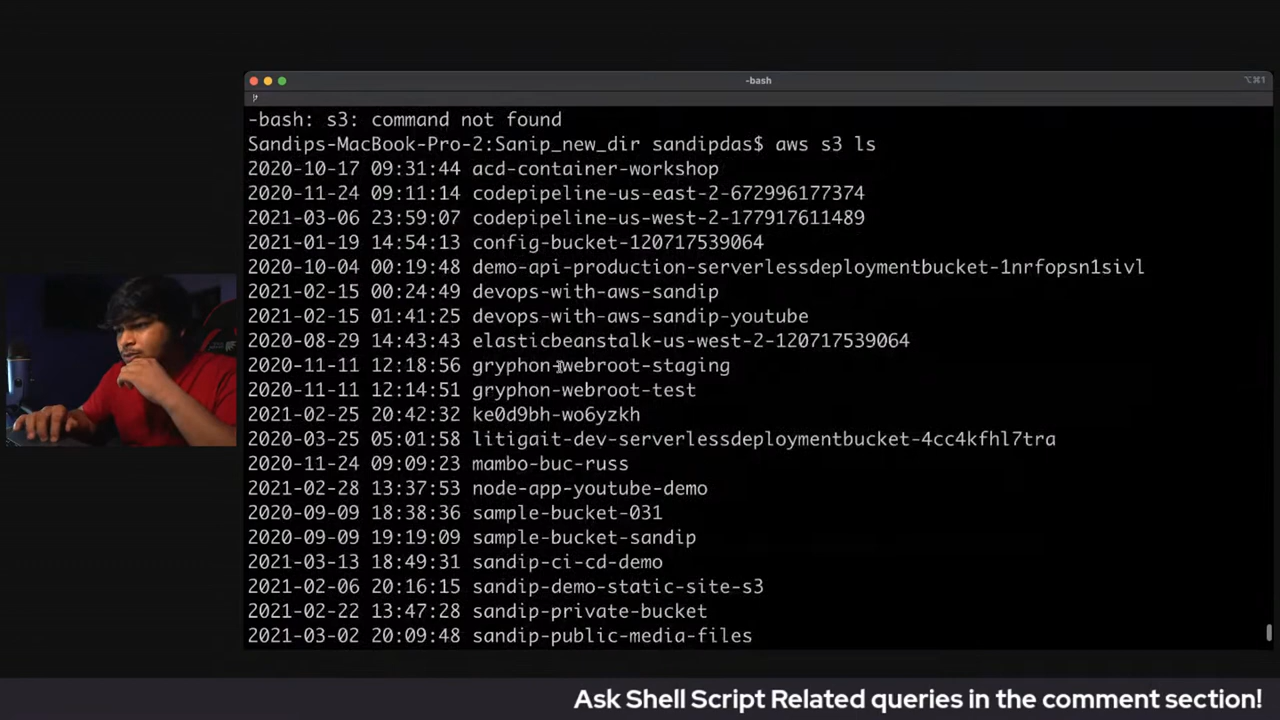 -bash
⌥⌘1
-bash: s3: command not found
Sandips-MacBook-Pro-2:Sanip_new_dir sandipdas$ aws s3 ls
2020-10-17 09:31:44 acd-container-workshop
2020-11-24 09:11:14 codepipeline-us-east-2-672996177374
2021-03-06 23:59:07 codepipeline-us-west-2-177917611489
2021-01-19 14:54:13 config-bucket-120717539064
2020-10-04 00:19:48 demo-api-production-serverlessdeploymentbucket-1nrfopsn1sivl
2021-02-15 00:24:49 devops-with-aws-sandip
2021-02-15 01:41:25 devops-with-aws-sandip-youtube
2020-08-29 14:43:43 elasticbeanstalk-us-west-2-120717539064
2020-11-11 12:18:56 gryphon-webroot-staging
2020-11-11 12:14:51 gryphon-webroot-test
2021-02-25 20:42:32 ke0d9bh-wo6yzkh
2020-03-25 05:01:58 litigait-dev-serverlessdeploymentbucket-4cc4kfhl7tra
2020-11-24 09:09:23 mambo-buc-russ
2021-02-28 13:37:53 node-app-youtube-demo
2020-09-09 18:38:36 sample-bucket-031
2020-09-09 19:19:09 sample-bucket-sandip
2021-03-13 18:49:31 sandip-ci-cd-demo
2021-02-06 20:16:15 sandip-demo-static-site-s3
2021-02-22 13:47:28 sandip-private-bucket
2021-03-02 20:09:48 sandip-public-media-files
Ask Shell Script Related queries in the comment section!